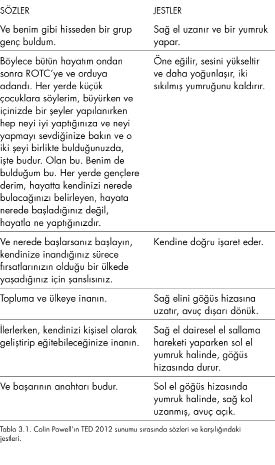 SÖZLER JESTLER
Ve benim gibi hisseden bir grup
genç buldum.
Sağ el uzanır ve bir yumruk
yapar.
Böylece bütün hayatım ondan
sonra ROTC’ye ve orduya
adandı. Her yerde küçük
çocuklara söylerim, büyürken ve
içinizde bir şeyler yapılanırken
hep neyi iyi yaptığınıza ve neyi
yapmayı sevdiğinize bakın ve o
iki şeyi birlikte bulduğunuzda,
işte budur. Olan bu. Benim de
bulduğum bu. Her yerde gençlere
derim, hayatta kendinizi nerede
bulacağınızı belirleyen, hayata
nerede başladığınız değil,
hayatla ne yaptığınızdır.
Öne eğilir, sesini yükseltir
ve daha yoğunlaşır, iki
sıkılmış yumruğunu kaldırır.
Ve nerede başlarsanız başlayın,
kendinize inandığınız sürece
fırsatlarınızın olduğu bir ülkede
yaşadığınız için şanslısınız.
Kendine doğru işaret eder.
Topluma ve ülkeye inanın.
Sağ elini göğüs hizasına
uzatır, avuç dışarı dönük.
İlerlerken, kendinizi kişisel olarak
geliştirip eğitebileceğinize inanın.
Sağ el dairesel el sallama
hareketi yaparken sol el
yumruk halinde, göğüs
hizasında durur.
Ve başarının anahtarı budur.
Sol el göğüs hizasında
yumruk halinde, sağ kol
uzanmış, avuç açık.
Tablo 3.1. Colin Powell’ın TED 2012 sunumu sırasında sözleri ve karşılığındaki
jestleri.